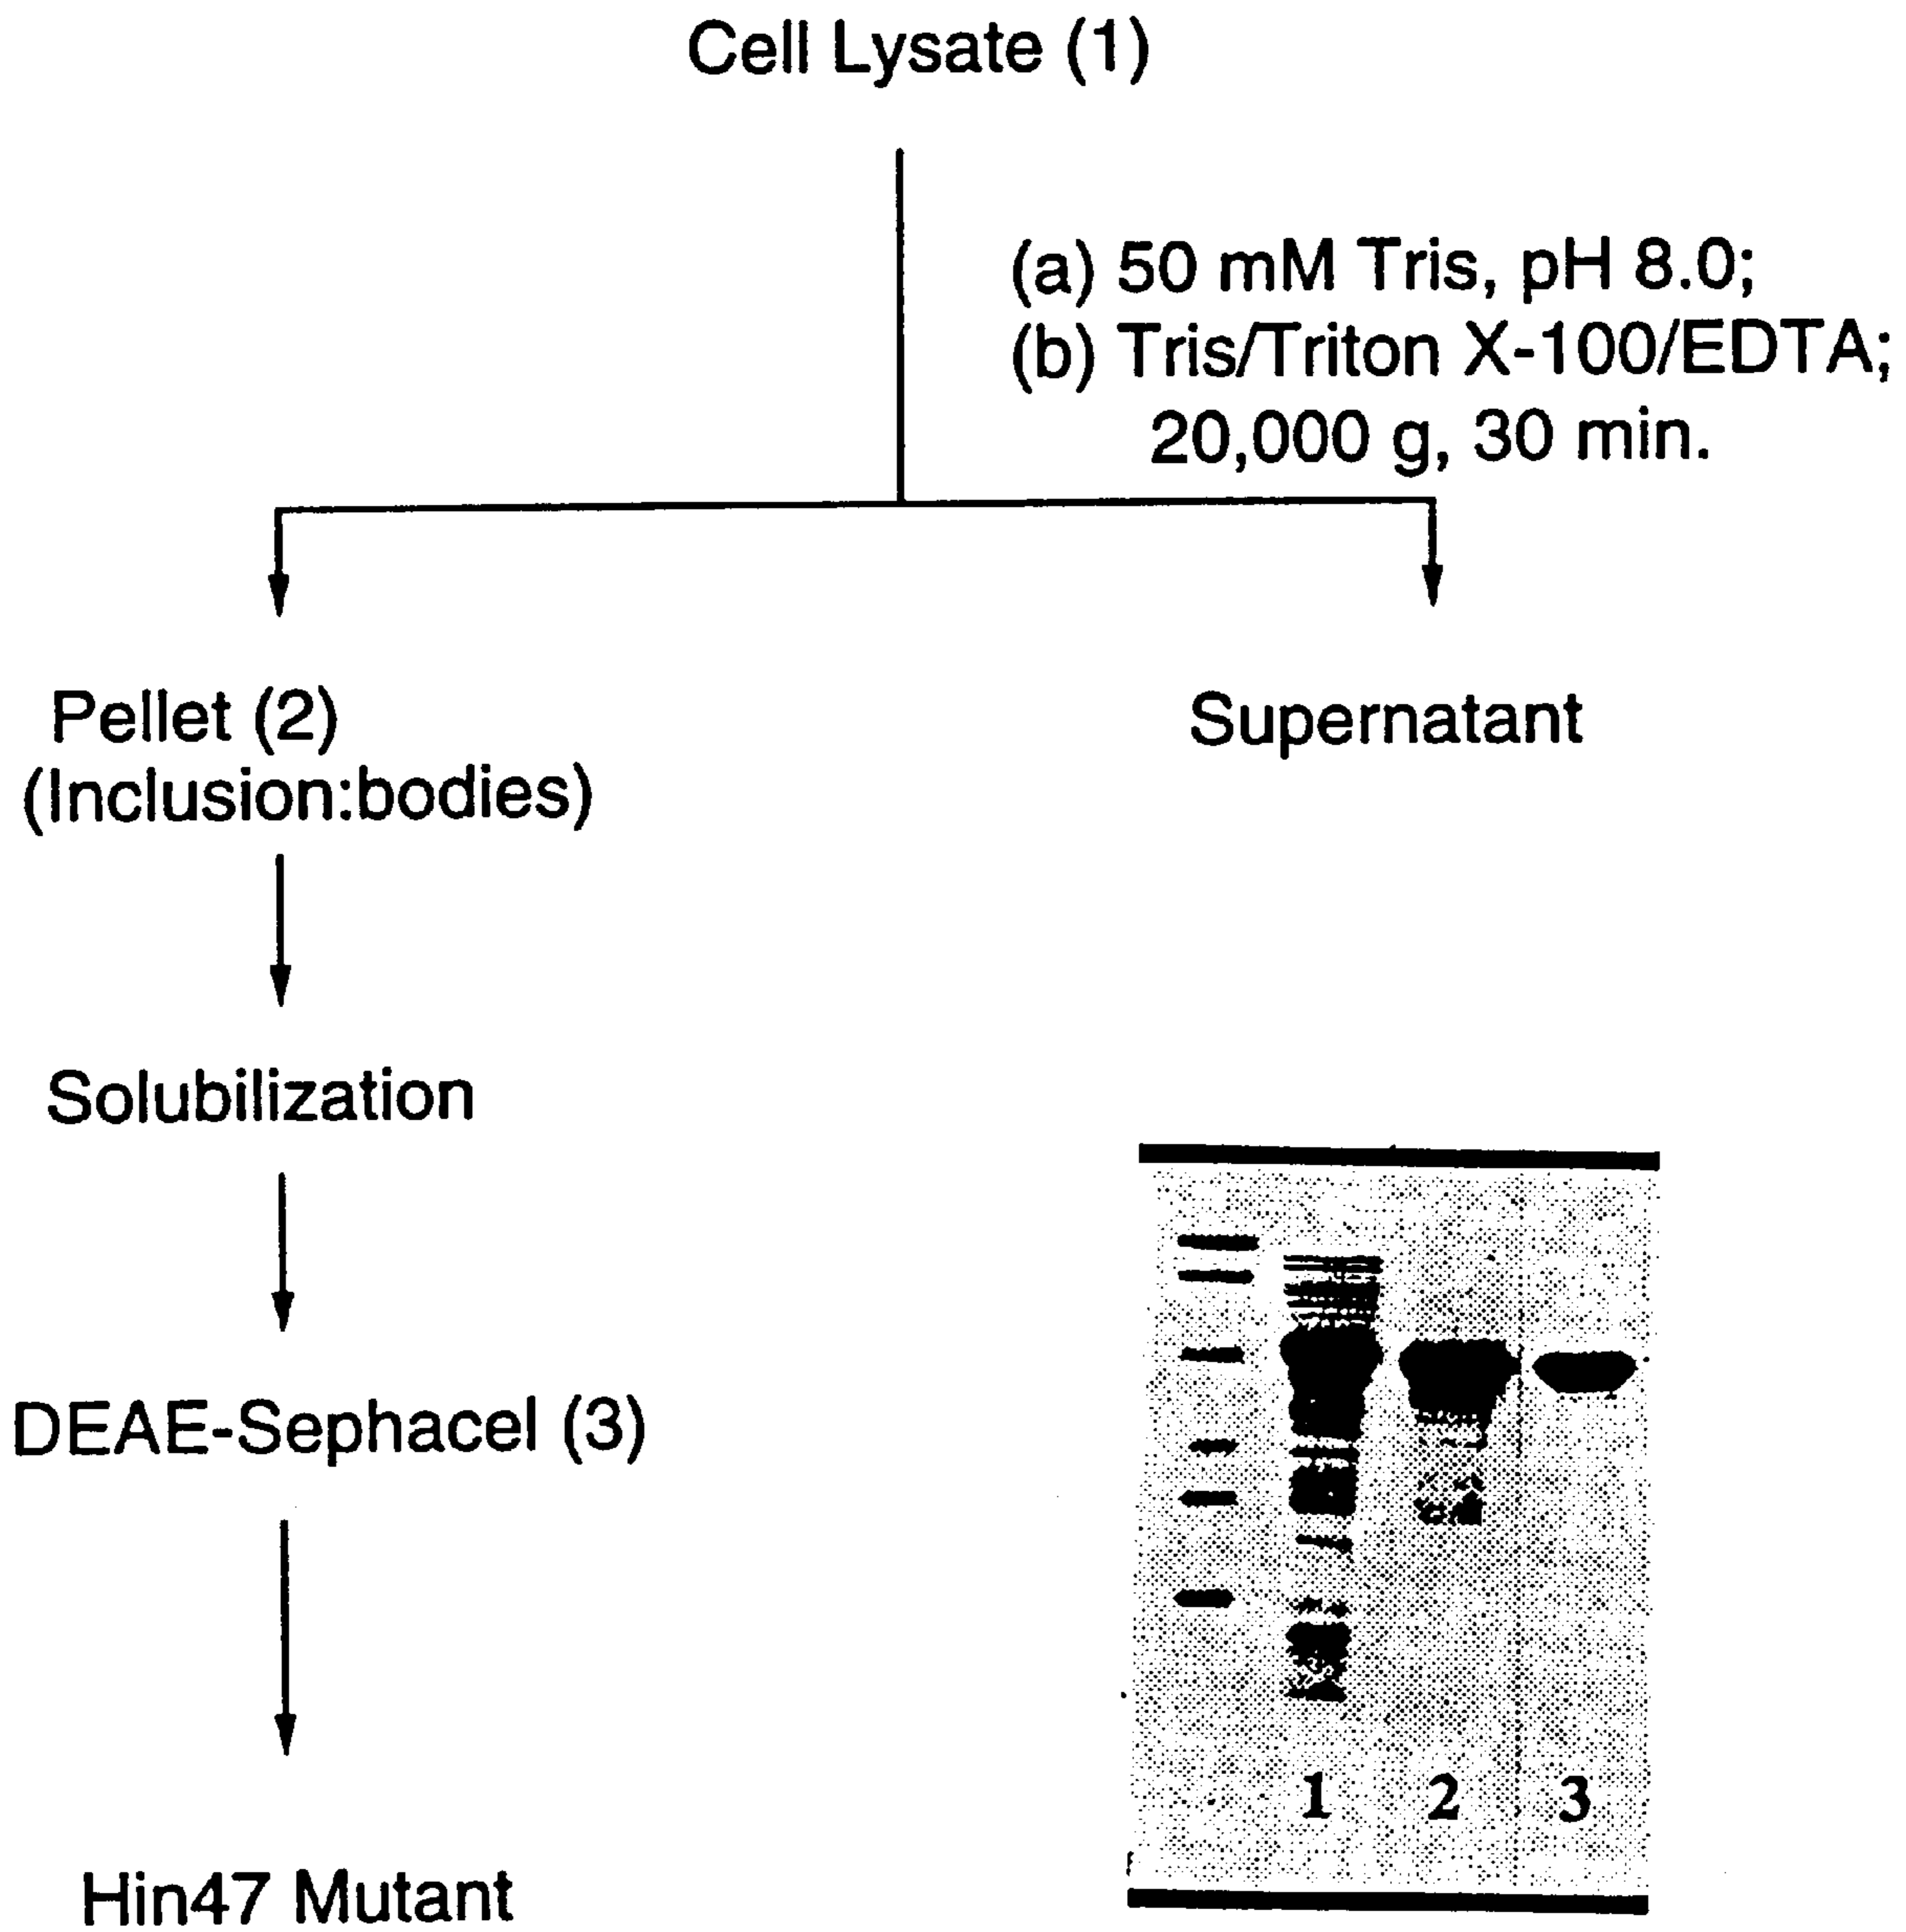 Cell Lysate (1)
(a) 50 mM Tris, pH 8.0;
(b) Tris/Triton X-100/EDTA;
20,000 g, 30 min.
Pellet (2)
(Inclusion:bodies)
Supernatant
Solubilization
DEAE-Sephacel (3)
Hin47 Mutant
1 2 3